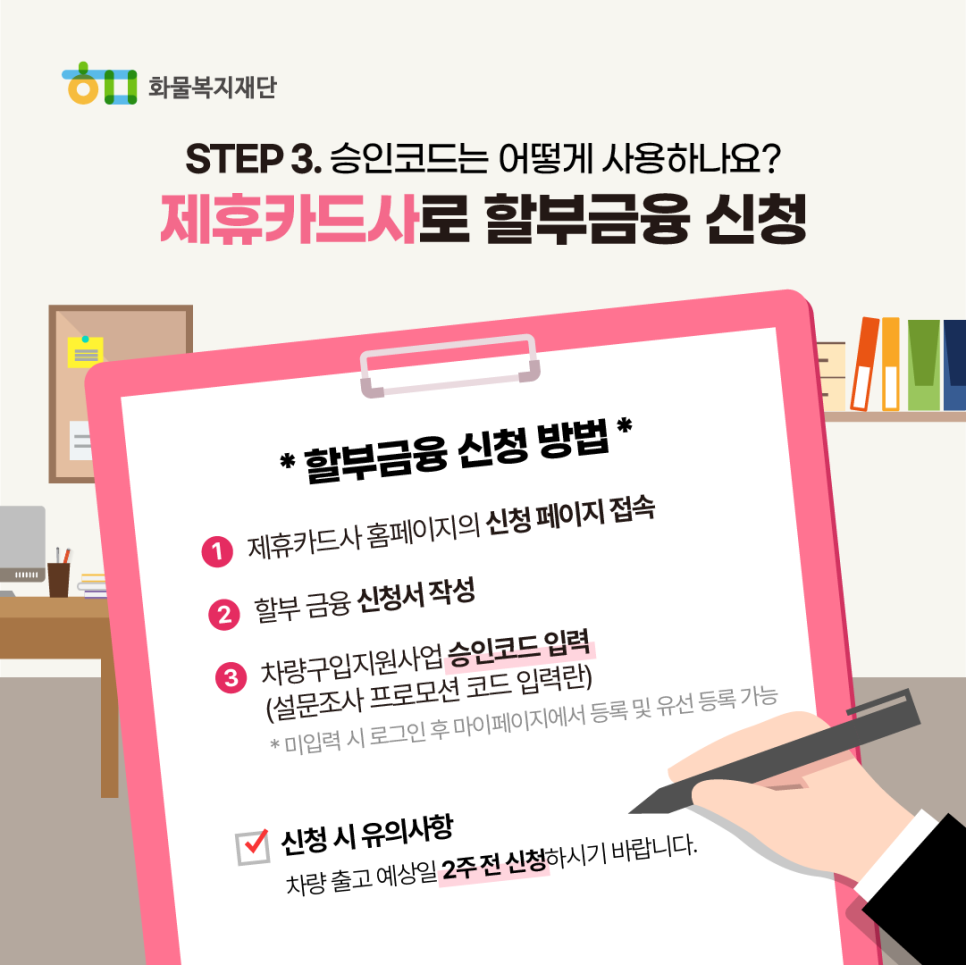 화물복지재단
STEP 3. 승인코드는 어떻게 사용하나요?
제휴카드사로 할부금융 신청
* 할부금융 신청 방법 *
1 제휴카드사 홈페이지의 신청 페이지 접속
2 할부 금융 신청서 작성
3 차량구입지원사업 승인코드 입력
(설문조사 프로모션 코드 입력란)
* 미입력 시 로그인 후 마이페이지에서 등록 및 유선 등록 가능
신청 시 유의사항
차량 출고 예상일 2주 전 신청하시기 바랍니다.